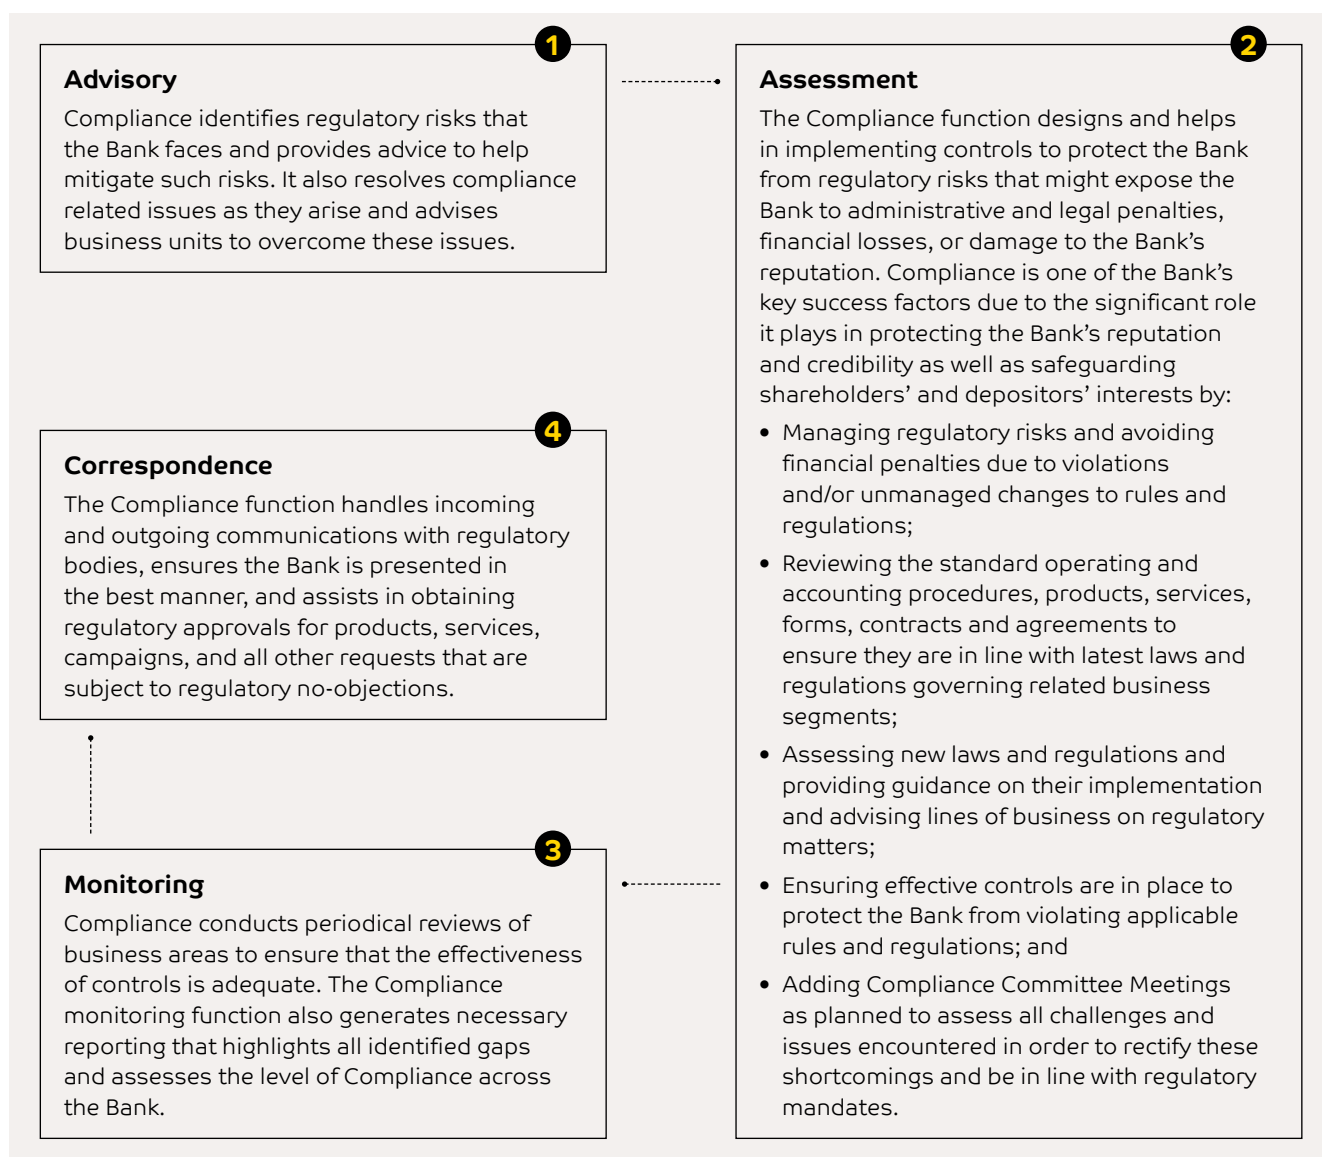 1
Advisory
Compliance identifies regulatory risks that
the Bank faces and provides advice to help
mitigate such risks. It also resolves compliance
related issues as they arise and advises
business units to overcome these issues.
2
Assessment
The Compliance function designs and helps
in implementing controls to protect the Bank
from regulatory risks that might expose the
Bank to administrative and legal penalties,
financial losses, or damage to the Bank’s
reputation. Compliance is one of the Bank’s
key success factors due to the significant role
it plays in protecting the Bank’s reputation
and credibility as well as safeguarding
shareholders’ and depositors’ interests by:
• Managing regulatory risks and avoiding
financial penalties due to violations
and/or unmanaged changes to rules and
regulations;
• Reviewing the standard operating and
accounting procedures, products, services,
forms, contracts and agreements to
ensure they are in line with latest laws and
regulations governing related business
segments;
• Assessing new laws and regulations and
providing guidance on their implementation
and advising lines of business on regulatory
matters;
• Ensuring effective controls are in place to
protect the Bank from violating applicable
rules and regulations; and
• Adding Compliance Committee Meetings
as planned to assess all challenges and
issues encountered in order to rectify these
shortcomings and be in line with regulatory
mandates.
3
Monitoring
Compliance conducts periodical reviews of
business areas to ensure that the effectiveness
of controls is adequate. The Compliance
monitoring function also generates necessary
reporting that highlights all identified gaps
and assesses the level of Compliance across
the Bank.
4
Correspondence
The Compliance function handles incoming
and outgoing communications with regulatory
bodies, ensures the Bank is presented in
the best manner, and assists in obtaining
regulatory approvals for products, services,
campaigns, and all other requests that are
subject to regulatory no-objections.